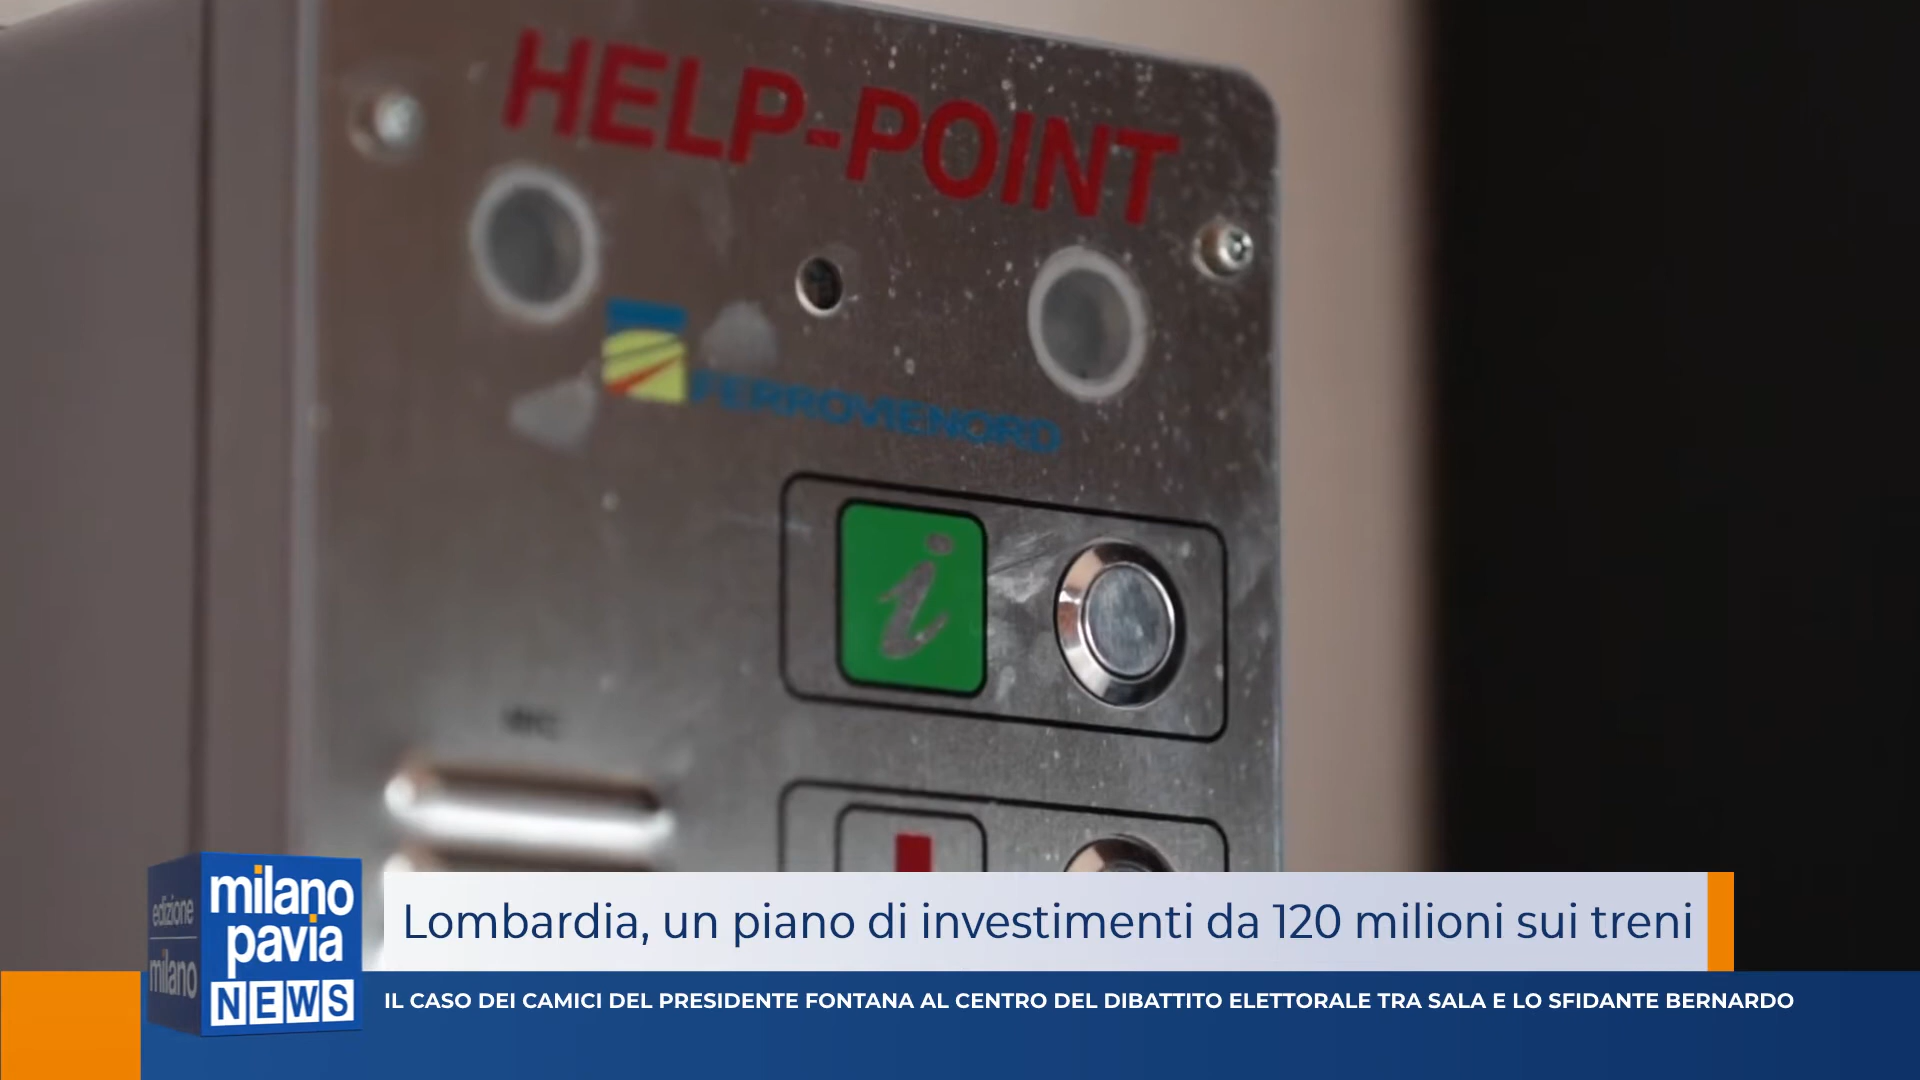 HELP-POINT
FERROVIENORD
i
Lombardia, un piano di investimenti da 120 milioni sui treni
edizione
milano
milano
pavia
NEWS
IL CASO DEI CAMICI DEL PRESIDENTE FONTANA AL CENTRO DEL DIBATTITO ELETTORALE TRA SALA E LO SFIDANTE BERNARDO